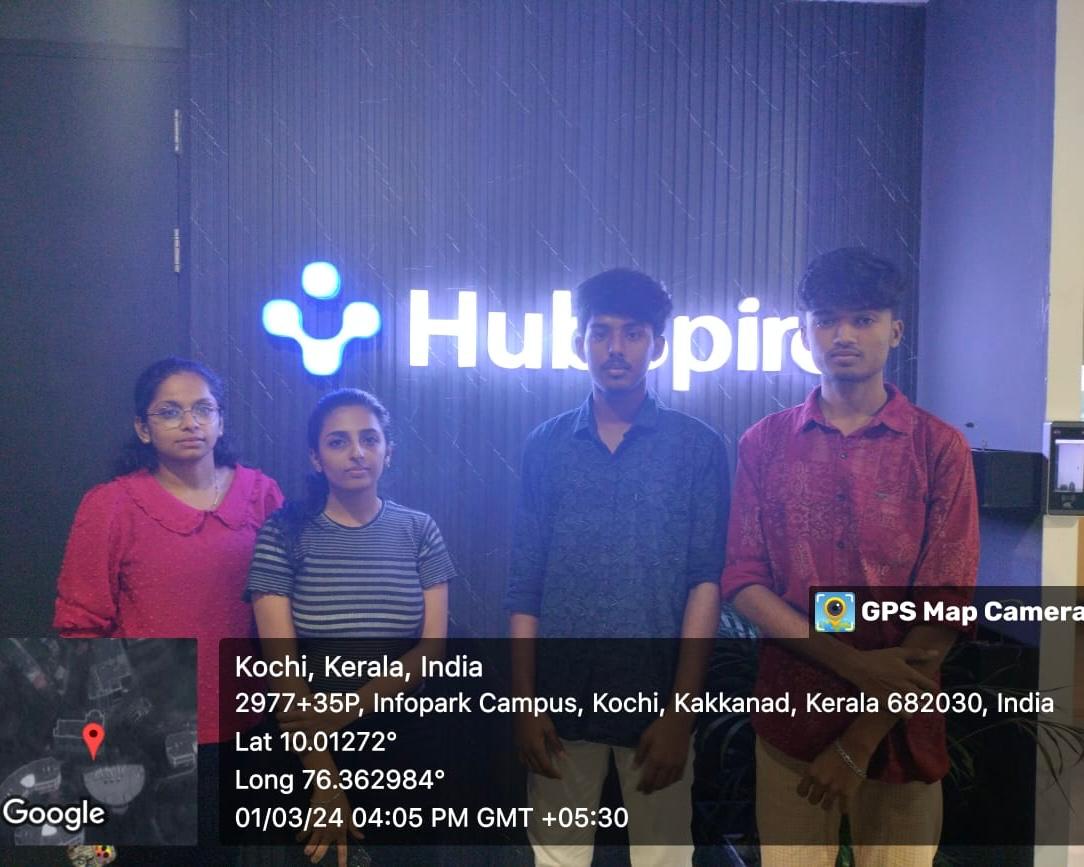 Hubspire
GPS Map Camera
Kochi, Kerala, India
2977+35P, Infopark Campus, Kochi, Kakkanad, Kerala 682030, India
Lat 10.01272°
Long 76.362984°
01/03/24 04:05 PM GMT +05:30
Google